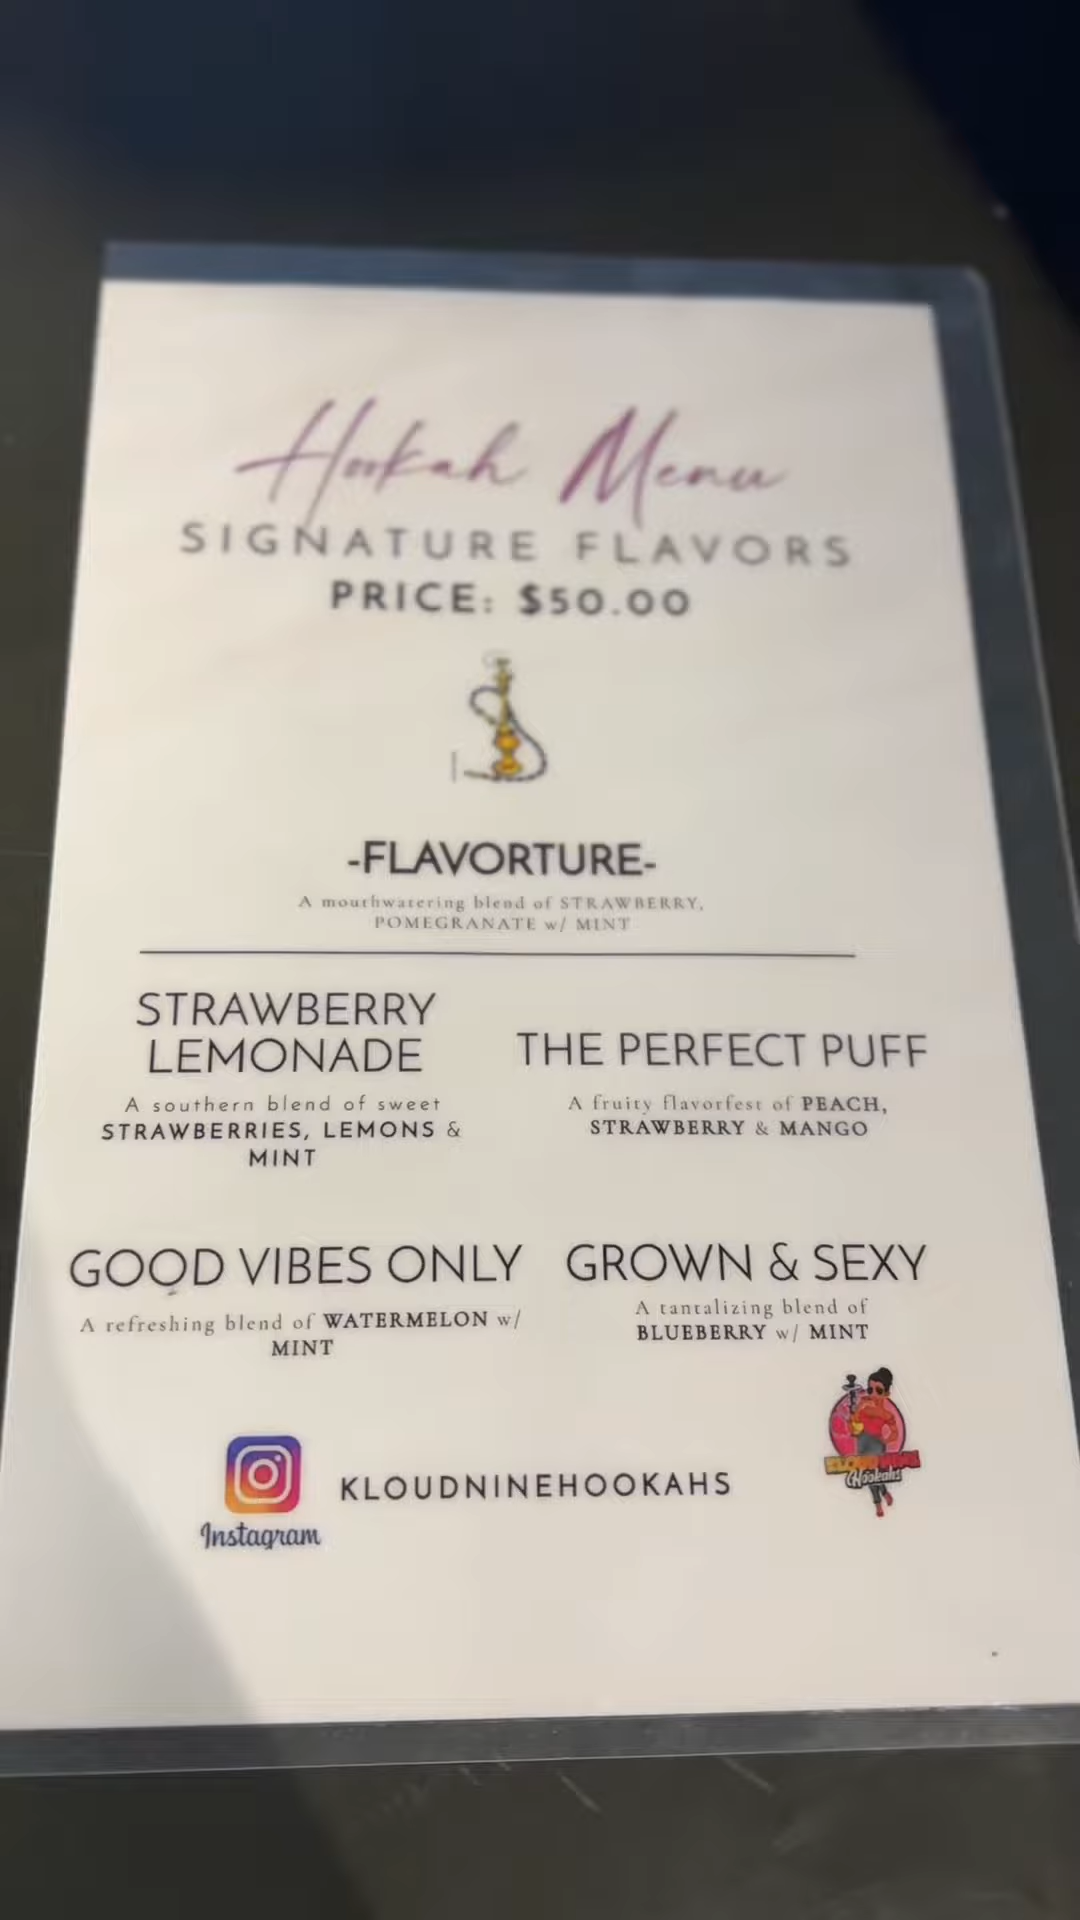 Hookah Menu
SIGNATURE FLAVORS
PRICE: $50.00
-FLAVORTURE-
A mouthwatering blend of STRAWBERRY,
POMEGRANATE w/ MINT
STRAWBERRY
LEMONADE
A southern blend of sweet
STRAWBERRIES, LEMONS &
MINT
THE PERFECT PUFF
A fruity flavorfest of PEACH,
STRAWBERRY & MANGO
GOOD VIBES ONLY
A refreshing blend of WATERMELON w/
MINT
GROWN & SEXY
A tantalizing blend of
BLUEBERRY w/ MINT
Instagram
KLOUDNINEHOOKAHS
KLOUDNINE
Hookahs